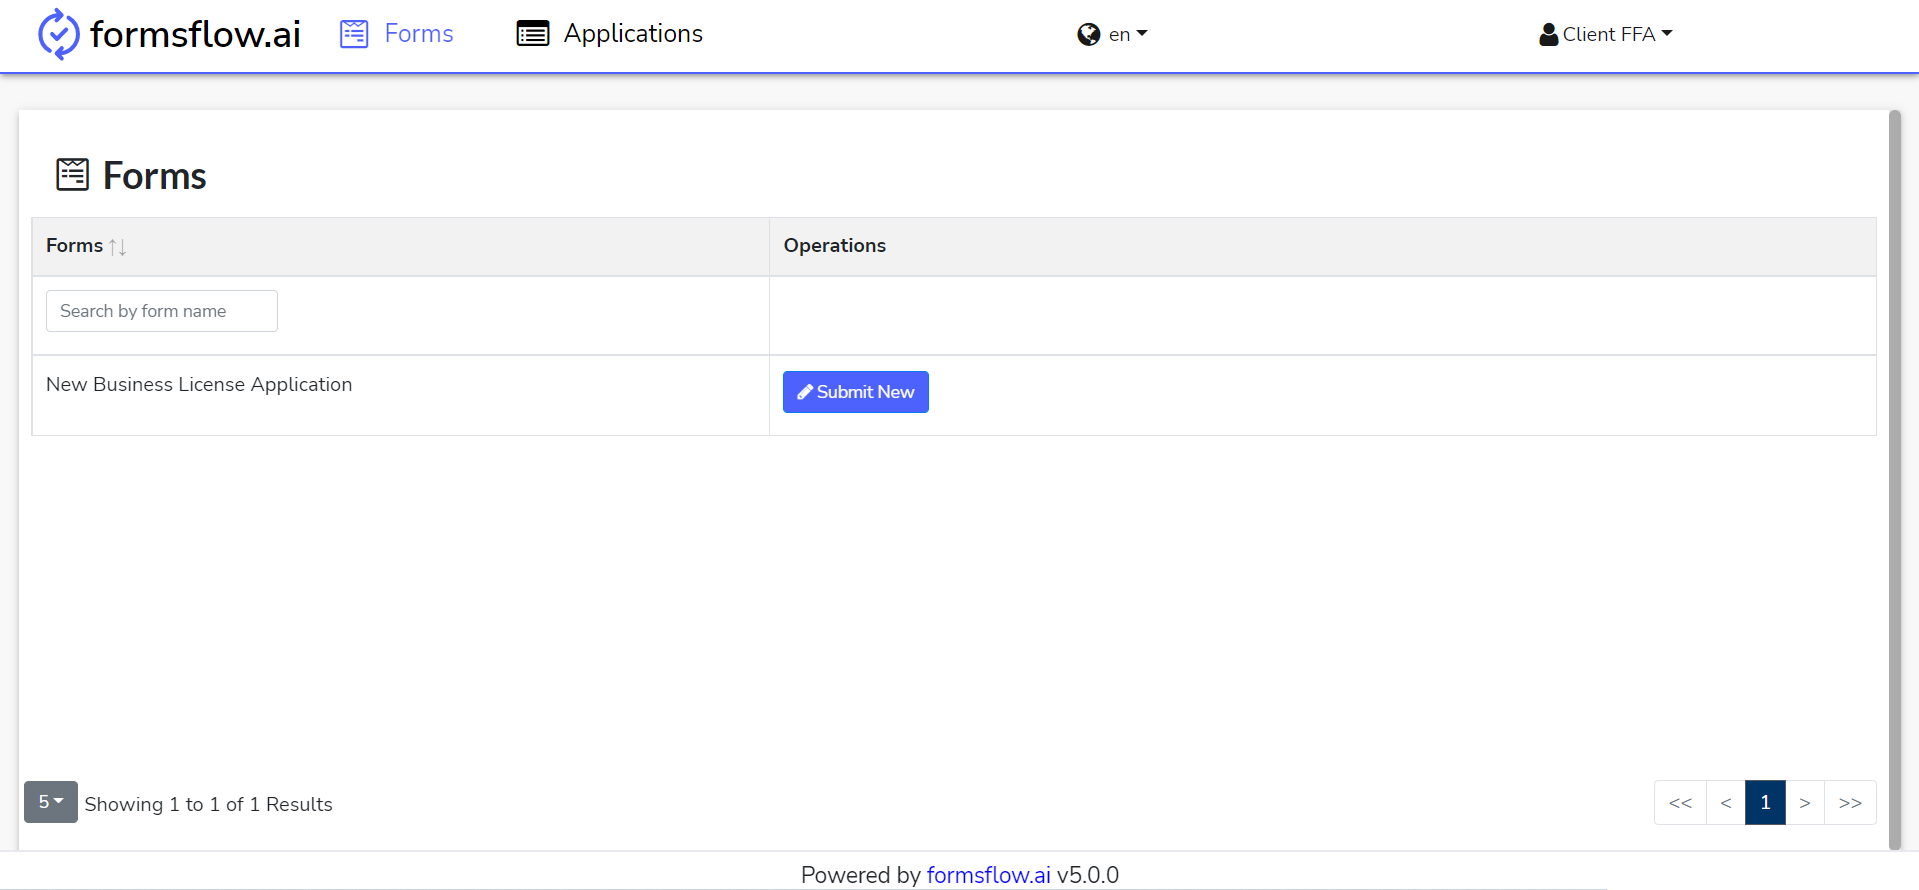 formsflow.ai Forms Applications en Client FFA
Forms
Forms ↑↓ Operations
Search by form name
New Business License Application Submit New
5 Showing 1 to 1 of 1 Results << < 1 > >>
Powered by formsflow.ai v5.0.0